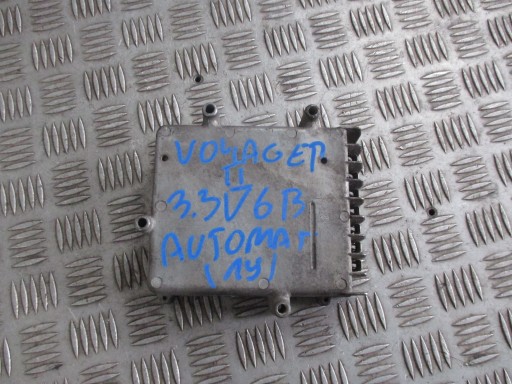 VOYAGER
II
3.3V6B
AUTOMAT
(1Y)